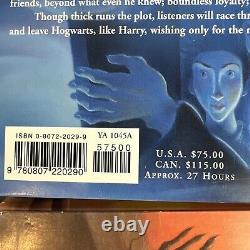 friends, beyond what even he knew; boundless loyalty;
Though thick runs the plot, listeners will race thr
and leave Hogwarts, like Harry, wishing only for the n
ISBN 0-8072-2029-9
YA 1045A
57500
9 780807 220290
U.S.A. $75.00
CAN. $115.00
APPROX. 27 HOURS